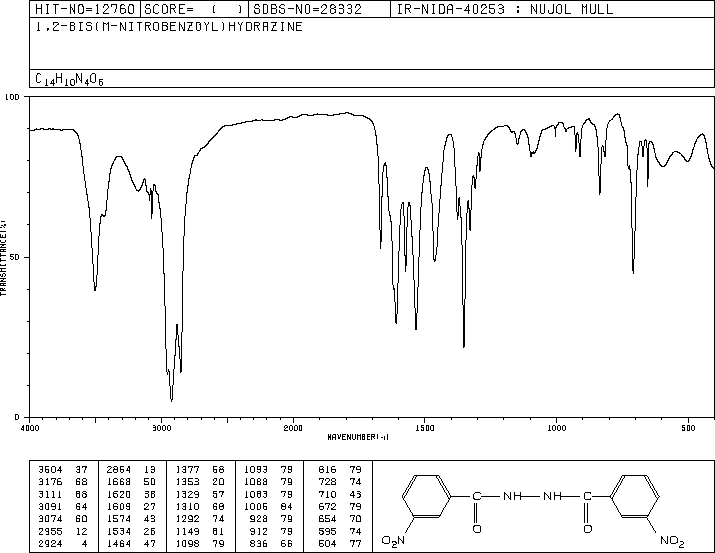 HIT-NO=12760 SCORE= ( ) SDBS-NO=28332 IR-NIDA-40253 : NUJOL MULL
1,2-BIS(M-NITROBENZOYL)HYDRAZINE
C14H10N4O6
100
50
0
TRANSMITTANCE(%)
4000 3000 2000 1500 1000 500
WAVENUMBER(-1)
3504 37 2854 13 1377 58 1093 79 816 79
3176 68 1668 50 1353 20 1088 79 728 74
3111 68 1620 38 1329 57 1083 79 710 43
3091 64 1609 27 1310 68 1006 84 672 79
3074 60 1574 43 1292 74 928 79 654 70
2955 12 1534 26 1149 81 912 79 595 74
2924 4 1464 47 1098 79 836 66 504 77
C NH NH C
O2N O O NO2